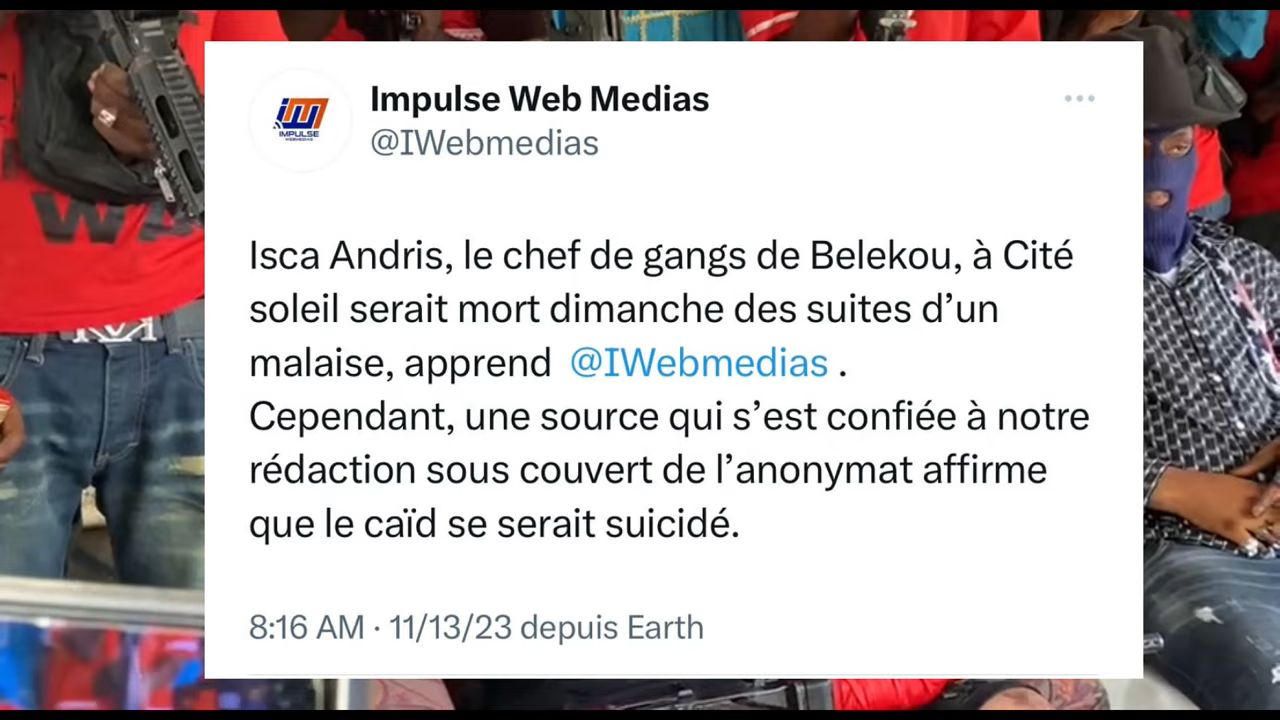 Impulse Web Medias
@IWebmedias
IMPULSE
WEBMEDIAS
Isca Andris, le chef de gangs de Belekou, à Cité
soleil serait mort dimanche des suites d’un
malaise, apprend @IWebmedias .
Cependant, une source qui s’est confiée à notre
rédaction sous couvert de l’anonymat affirme
que le caïd se serait suicidé.
8:16 AM · 11/13/23 depuis Earth